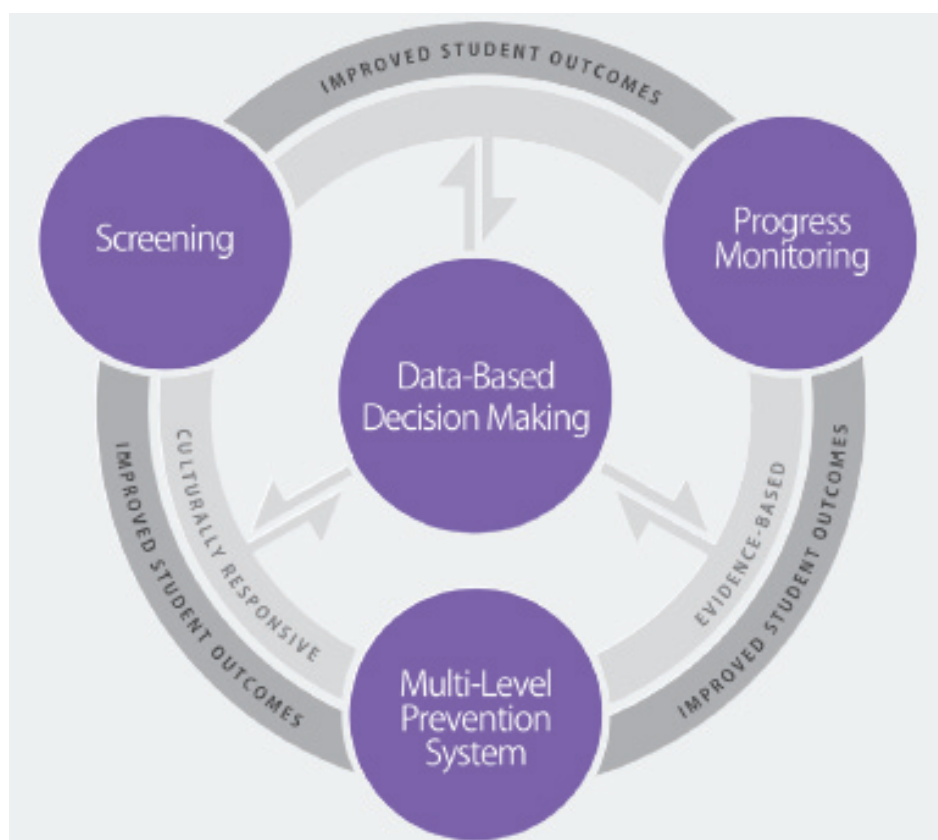 IMPROVED STUDENT OUTCOMES
Screening
Progress
Monitoring
Data-Based
Decision Making
CULTURALLY RESPONSIVE
EVIDENCE-BASED
IMPROVED STUDENT OUTCOMES
IMPROVED STUDENT OUTCOMES
Multi-Level
Prevention
System